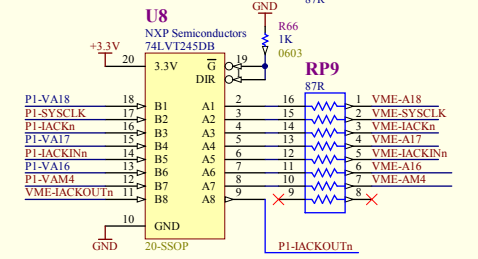 87R
U8
GND
NXP Semiconductors
74LVT245DB
R66
1K
0603
+3.3V
20
3.3V
G
19
DIR
RP9
87R
P1-VA18 18 B1 A1 2 16 1 VME-A18
P1-SYSCLK 17 B2 A2 3 15 2 VME-SYSCLK
P1-IACKn 16 B3 A3 4 14 3 VME-IACKn
P1-VA17 15 B4 A4 5 13 4 VME-A17
P1-IACKINn 14 B5 A5 6 12 5 VME-IACKINn
P1-VA16 13 B6 A6 7 11 6 VME-A16
P1-VAM4 12 B7 A7 8 10 7 VME-AM4
VME-IACKOUTn 11 B8 A8 9 9 8
10
GND
GND
20-SSOP
P1-IACKOUTn